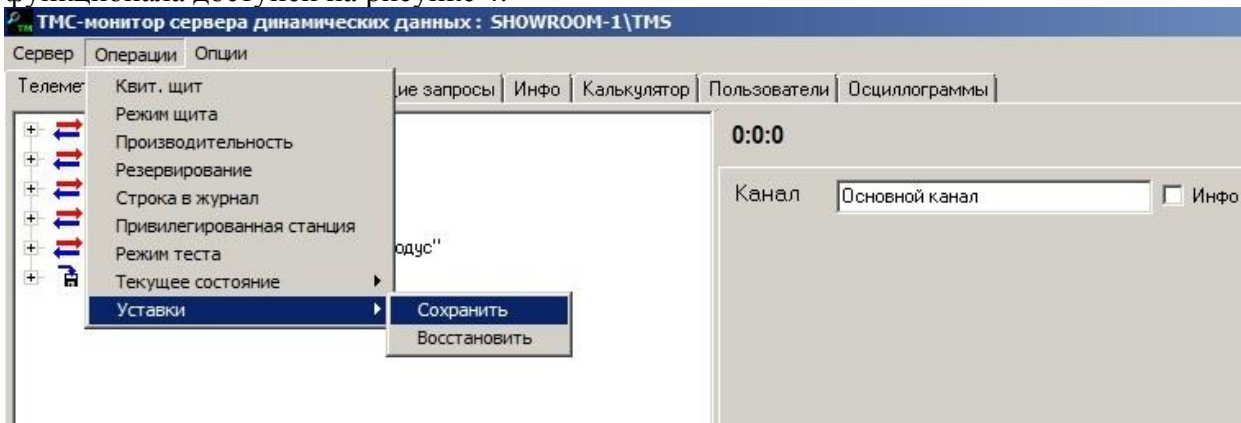 ТМС-монитор сервера динамических данных : SHOWROOM-1\TMS
Сервер Операции Опции
Телемет ие запросы Инфо Калькулятор Пользователи Осциллограммы
Квит. щит
Режим щита
Производительность
Резервирование
Строка в журнал
Привилегированная станция
Режим теста
Текущее состояние
Уставки
Сохранить
Восстановить
одус"
0:0:0
Канал Основной канал Инфо